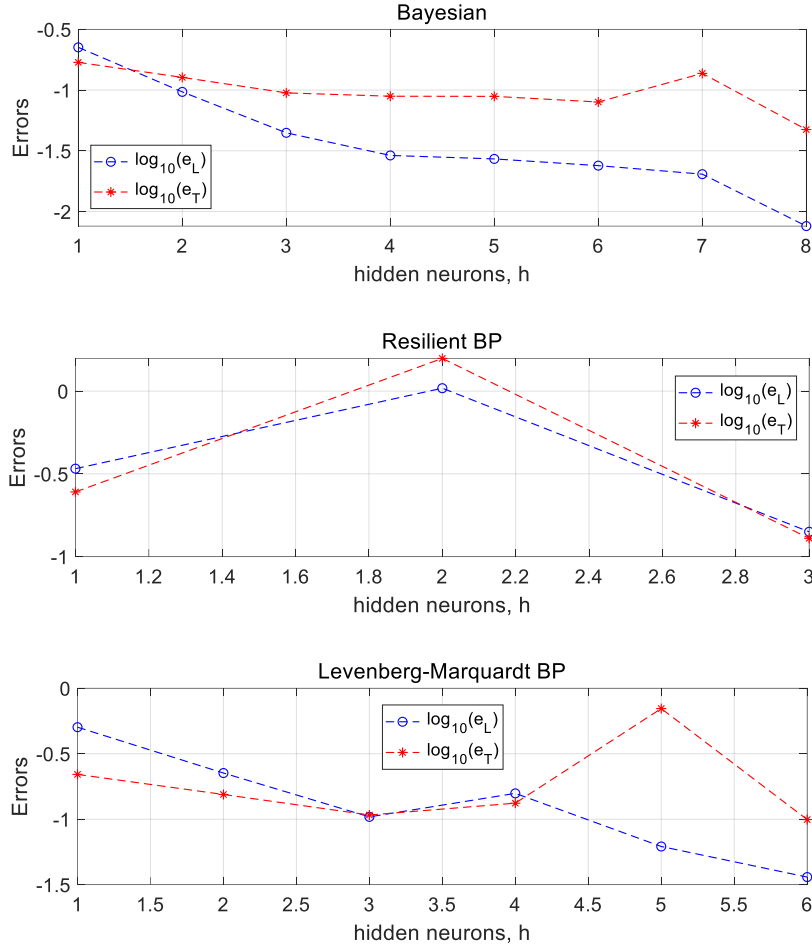 Bayesian
-0.5
-1
-1.5
-2
Errors
log10(eL)
log10(eT)
1 2 3 4 5 6 7 8
hidden neurons, h
Resilient BP
0
-0.5
-1
Errors
log10(eL)
log10(eT)
1 1.2 1.4 1.6 1.8 2 2.2 2.4 2.6 2.8 3
hidden neurons, h
Levenberg-Marquardt BP
0
-0.5
-1
-1.5
Errors
log10(eL)
log10(eT)
1 1.5 2 2.5 3 3.5 4 4.5 5 5.5 6
hidden neurons, h